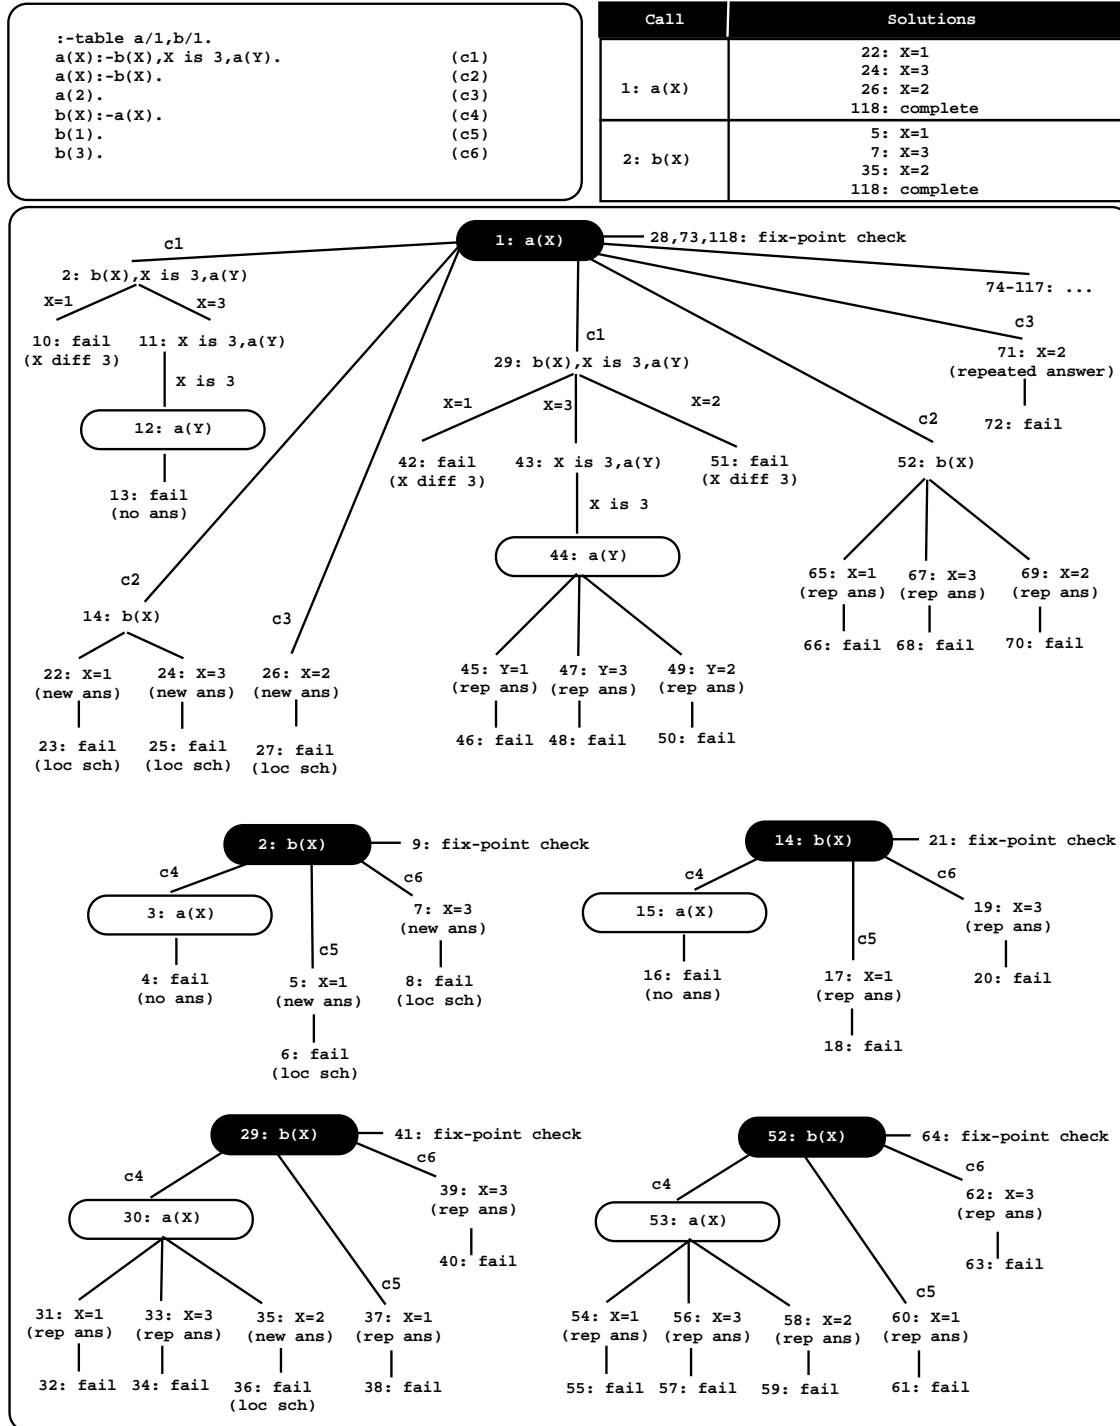 :-table a/1,b/1.
a(X):-b(X),X is 3,a(Y). (c1)
a(X):-b(X). (c2)
a(2). (c3)
b(X):-a(X). (c4)
b(1). (c5)
b(3). (c6)
Call Solutions
1: a(X)
22: X=1
24: X=3
26: X=2
118: complete
2: b(X)
5: X=1
7: X=3
35: X=2
118: complete
1: a(X)
28,73,118: fix-point check
c1
2: b(X),X is 3,a(Y)
X=1 X=3
10: fail
(X diff 3)
11: X is 3,a(Y)
X is 3
12: a(Y)
13: fail
(no ans)
c2
14: b(X)
22: X=1
(new ans)
23: fail
(loc sch)
24: X=3
(new ans)
25: fail
(loc sch)
c3
26: X=2
(new ans)
27: fail
(loc sch)
c1
29: b(X),X is 3,a(Y)
X=1 X=3 X=2
42: fail
(X diff 3)
43: X is 3,a(Y)
X is 3
44: a(Y)
45: Y=1
(rep ans)
46: fail
47: Y=3
(rep ans)
48: fail
49: Y=2
(rep ans)
50: fail
51: fail
(X diff 3)
c2
52: b(X)
65: X=1
(rep ans)
66: fail
67: X=3
(rep ans)
68: fail
69: X=2
(rep ans)
70: fail
c3
71: X=2
(repeated answer)
72: fail
74-117: ...
2: b(X)
9: fix-point check
c4
3: a(X)
4: fail
(no ans)
c5
5: X=1
(new ans)
6: fail
(loc sch)
c6
7: X=3
(new ans)
8: fail
(loc sch)
14: b(X)
21: fix-point check
c4
15: a(X)
16: fail
(no ans)
c5
17: X=1
(rep ans)
18: fail
c6
19: X=3
(rep ans)
20: fail
29: b(X)
41: fix-point check
c4
30: a(X)
31: X=1
(rep ans)
32: fail
33: X=3
(rep ans)
34: fail
35: X=2
(new ans)
36: fail
(loc sch)
c5
37: X=1
(rep ans)
38: fail
c6
39: X=3
(rep ans)
40: fail
52: b(X)
64: fix-point check
c4
53: a(X)
54: X=1
(rep ans)
55: fail
56: X=3
(rep ans)
57: fail
58: X=2
(rep ans)
59: fail
c5
60: X=1
(rep ans)
61: fail
c6
62: X=3
(rep ans)
63: fail